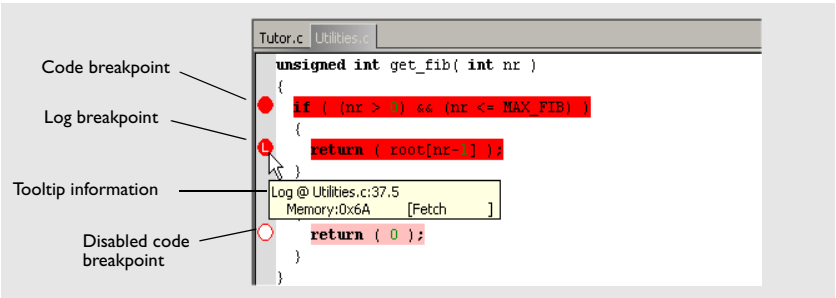 Tutor.c Utilities.c
unsigned int get_fib( int nr )
{
Code breakpoint
if ( (nr > 0) && (nr <= MAX_FIB) )
{
Log breakpoint
L
return ( root[nr-1] );
}
Tooltip information
Log @ Utilities.c:37.5
Memory:0x6A [Fetch ]
Disabled code
breakpoint
return ( 0 );
}
}